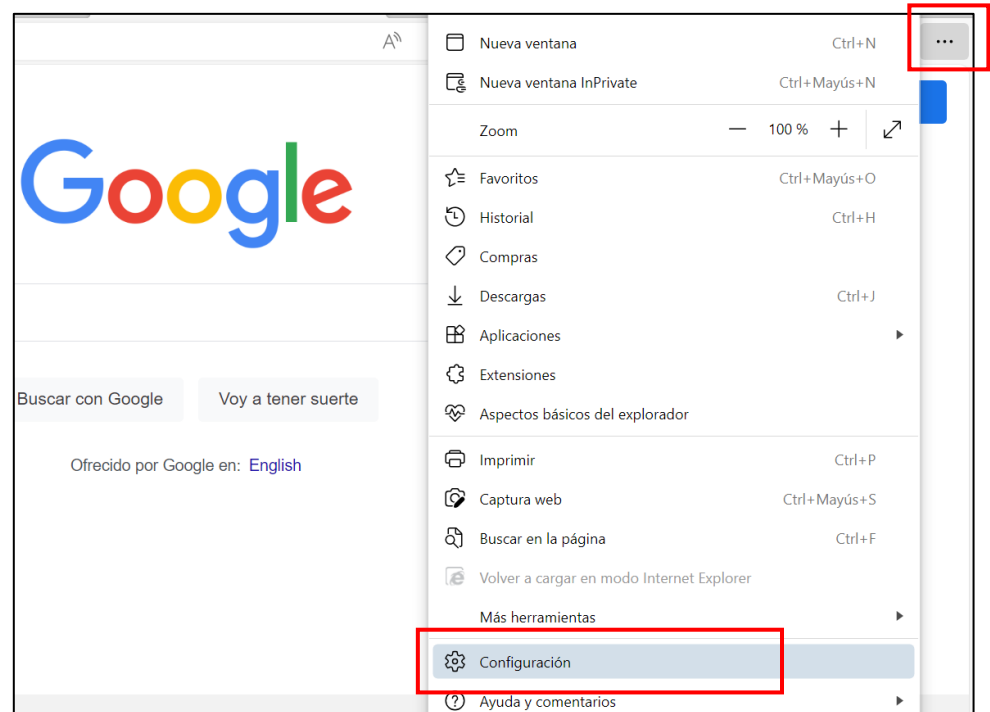 A
...
Nueva ventana Ctrl+N
Nueva ventana InPrivate Ctrl+Mayús+N
Zoom — 100 % +
Favoritos Ctrl+Mayús+O
Google
Historial Ctrl+H
Compras
Descargas Ctrl+J
Aplicaciones
Extensiones
Buscar con Google Voy a tener suerte
Aspectos básicos del explorador
Ofrecido por Google en: English
Imprimir Ctrl+P
Captura web Ctrl+Mayús+S
Buscar en la página Ctrl+F
Volver a cargar en modo Internet Explorer
Más herramientas
Configuración
Ayuda y comentarios